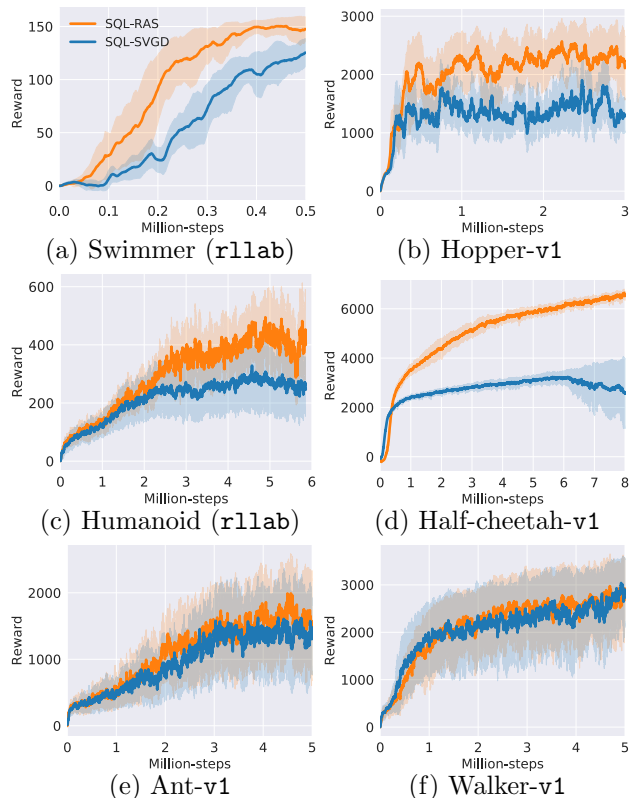 SQL-RAS
SQL-SVGD
150
100
50
0
Reward
0.0 0.1 0.2 0.3 0.4 0.5
Million-steps
(a) Swimmer (rllab)
3000
2000
1000
0
Reward
1 2 3
Million-steps
(b) Hopper-v1
600
400
200
0
Reward
0 1 2 3 4 5 6
Million-steps
(c) Humanoid (rllab)
6000
4000
2000
0
Reward
0 1 2 3 4 5 6 7 8
Million-steps
(d) Half-cheetah-v1
2000
1000
0
Reward
0 1 2 3 4 5
Million-steps
(e) Ant-v1
3000
2000
1000
0
Reward
0 1 2 3 4 5
Million-steps
(f) Walker-v1